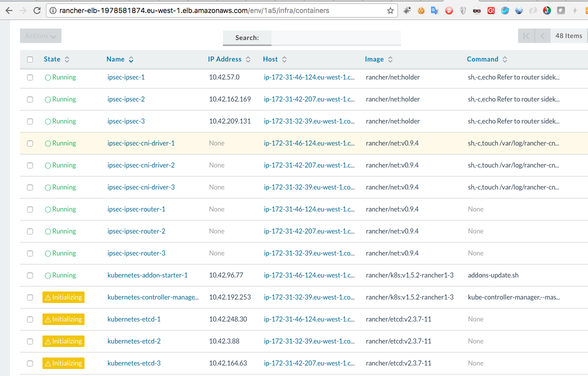 rancher-elb-1978581874.eu-west-1.elb.amazonaws.com/env/1a5/infra/containers
Actions
Search:
48 Items
State Name IP Address Host Image Command
Running ipsec-ipsec-1 10.42.57.0 ip-172-31-46-124.eu-west-1.c... rancher/net:holder sh,-c,echo Refer to router sidek...
Running ipsec-ipsec-2 10.42.162.169 ip-172-31-42-207.eu-west-1.c... rancher/net:holder sh,-c,echo Refer to router sidek...
Running ipsec-ipsec-3 10.42.209.131 ip-172-31-32-39.eu-west-1.co... rancher/net:holder sh,-c,echo Refer to router sidek...
Running ipsec-ipsec-cni-driver-1 None ip-172-31-46-124.eu-west-1.c... rancher/net:v0.9.4 sh,-c,touch /var/log/rancher-cn...
Running ipsec-ipsec-cni-driver-2 None ip-172-31-42-207.eu-west-1.c... rancher/net:v0.9.4 sh,-c,touch /var/log/rancher-cn...
Running ipsec-ipsec-cni-driver-3 None ip-172-31-32-39.eu-west-1.co... rancher/net:v0.9.4 sh,-c,touch /var/log/rancher-cn...
Running ipsec-ipsec-router-1 None ip-172-31-46-124.eu-west-1.c... rancher/net:v0.9.4 None
Running ipsec-ipsec-router-2 None ip-172-31-42-207.eu-west-1.c... rancher/net:v0.9.4 None
Running ipsec-ipsec-router-3 None ip-172-31-32-39.eu-west-1.co... rancher/net:v0.9.4 None
Running kubernetes-addon-starter-1 10.42.96.77 ip-172-31-46-124.eu-west-1.c... rancher/k8s:v1.5.2-rancher1-3 addons-update.sh
Initializing kubernetes-controller-manage... 10.42.192.253 ip-172-31-32-39.eu-west-1.co... rancher/k8s:v1.5.2-rancher1-3 kube-controller-manager,--mas...
Initializing kubernetes-etcd-1 10.42.248.30 ip-172-31-46-124.eu-west-1.c... rancher/etcd:v2.3.7-11 None
Initializing kubernetes-etcd-2 10.42.3.88 ip-172-31-32-39.eu-west-1.co... rancher/etcd:v2.3.7-11 None
Initializing kubernetes-etcd-3 10.42.164.63 ip-172-31-42-207.eu-west-1.c... rancher/etcd:v2.3.7-11 None